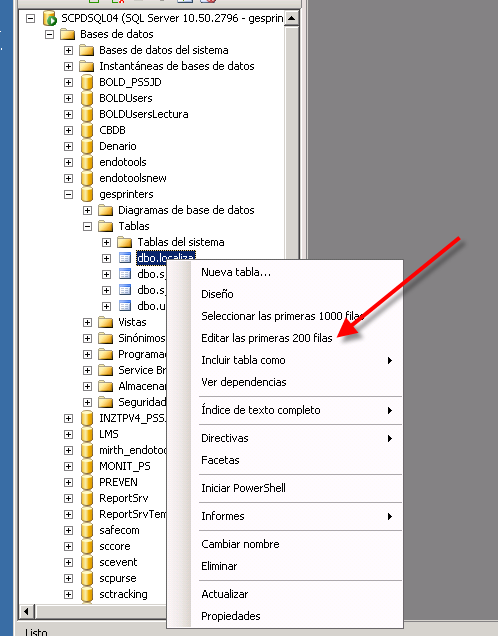 SCPDSQL04 (SQL Server 10.50.2796 - gesprin
Bases de datos
Bases de datos del sistema
Instantáneas de bases de datos
BOLD_PSSJD
BOLDUsers
BOLDUsersLectura
CBDB
Denario
endotools
endotoolsnew
gesprinters
Diagramas de base de datos
Tablas
Tablas del sistema
dbo.localiza
dbo.s
dbo.s
dbo.u
Vistas
Sinónimos
Programac
Service Br
Almacenar
Seguridad
INZTPV4_PSS
LMS
mirth_endotoo
MONIT_PS
PREVEN
ReportSrv
ReportSrvTem
safecom
sccore
scevent
scpurse
sctracking
Nueva tabla...
Diseño
Seleccionar las primeras 1000 filas
Editar las primeras 200 filas
Incluir tabla como
Ver dependencias
Índice de texto completo
Directivas
Facetas
Iniciar PowerShell
Informes
Cambiar nombre
Eliminar
Actualizar
Propiedades
Listo